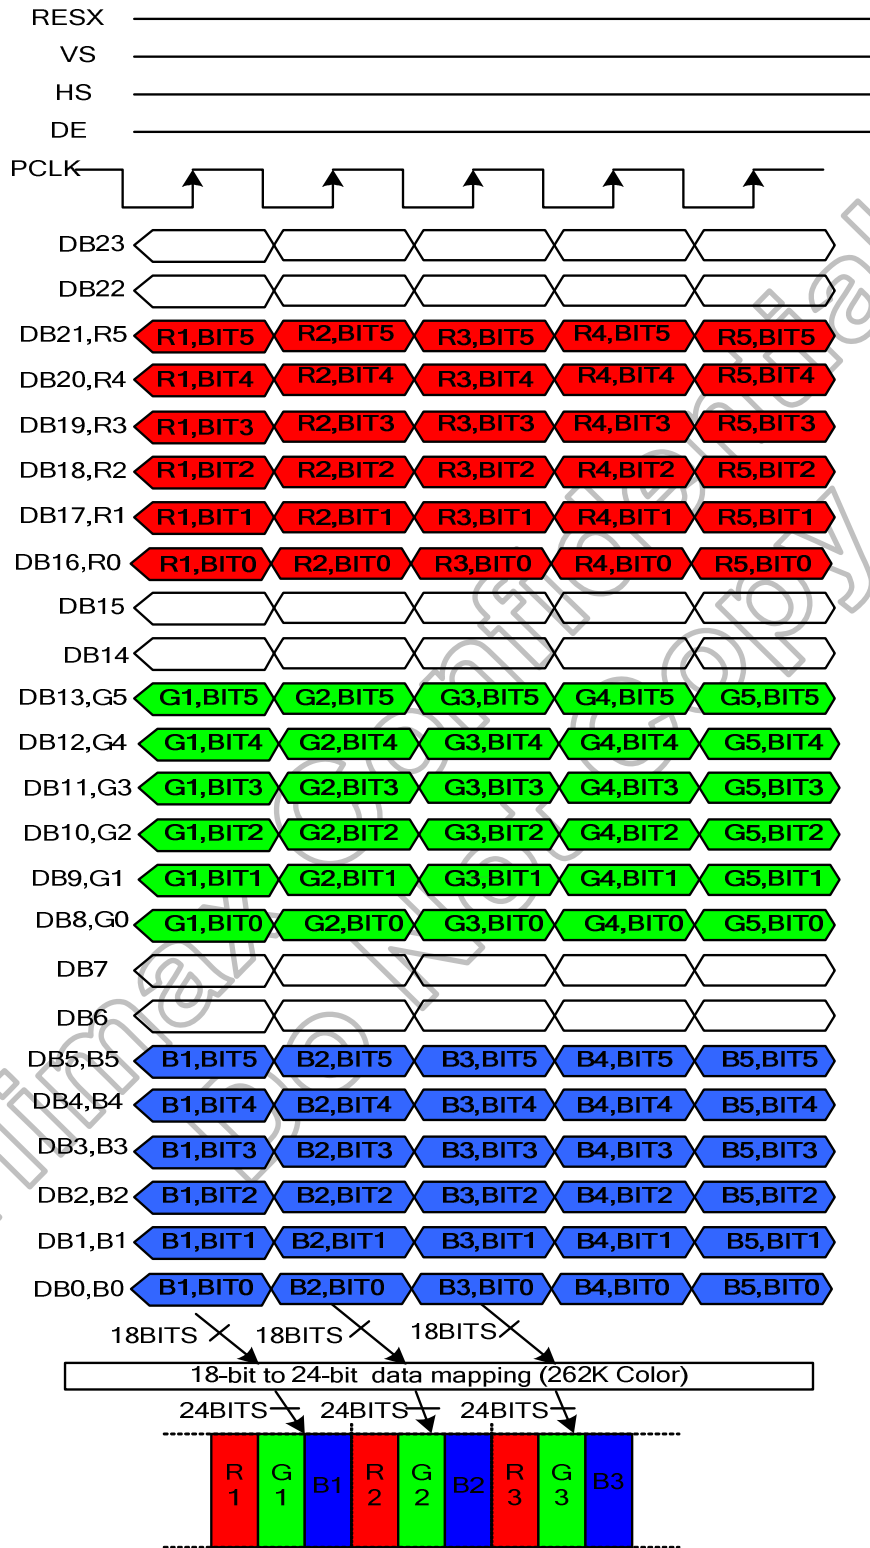 RESX
VS
HS
DE
PCLK
DB23
DB22
DB21,R5 R1,BIT5 R2,BIT5 R3,BIT5 R4,BIT5 R5,BIT5
DB20,R4 R1,BIT4 R2,BIT4 R3,BIT4 R4,BIT4 R5,BIT4
DB19,R3 R1,BIT3 R2,BIT3 R3,BIT3 R4,BIT3 R5,BIT3
DB18,R2 R1,BIT2 R2,BIT2 R3,BIT2 R4,BIT2 R5,BIT2
DB17,R1 R1,BIT1 R2,BIT1 R3,BIT1 R4,BIT1 R5,BIT1
DB16,R0 R1,BIT0 R2,BIT0 R3,BIT0 R4,BIT0 R5,BIT0
DB15
DB14
DB13,G5 G1,BIT5 G2,BIT5 G3,BIT5 G4,BIT5 G5,BIT5
DB12,G4 G1,BIT4 G2,BIT4 G3,BIT4 G4,BIT4 G5,BIT4
DB11,G3 G1,BIT3 G2,BIT3 G3,BIT3 G4,BIT3 G5,BIT3
DB10,G2 G1,BIT2 G2,BIT2 G3,BIT2 G4,BIT2 G5,BIT2
DB9,G1 G1,BIT1 G2,BIT1 G3,BIT1 G4,BIT1 G5,BIT1
DB8,G0 G1,BIT0 G2,BIT0 G3,BIT0 G4,BIT0 G5,BIT0
DB7
DB6
DB5,B5 B1,BIT5 B2,BIT5 B3,BIT5 B4,BIT5 B5,BIT5
DB4,B4 B1,BIT4 B2,BIT4 B3,BIT4 B4,BIT4 B5,BIT4
DB3,B3 B1,BIT3 B2,BIT3 B3,BIT3 B4,BIT3 B5,BIT3
DB2,B2 B1,BIT2 B2,BIT2 B3,BIT2 B4,BIT2 B5,BIT2
DB1,B1 B1,BIT1 B2,BIT1 B3,BIT1 B4,BIT1 B5,BIT1
DB0,B0 B1,BIT0 B2,BIT0 B3,BIT0 B4,BIT0 B5,BIT0
18BITS 18BITS 18BITS
18-bit to 24-bit data mapping (262K Color)
24BITS 24BITS 24BITS
R1 G1 B1 R2 G2 B2 R3 G3 B3
Confidential
Do Not Copy